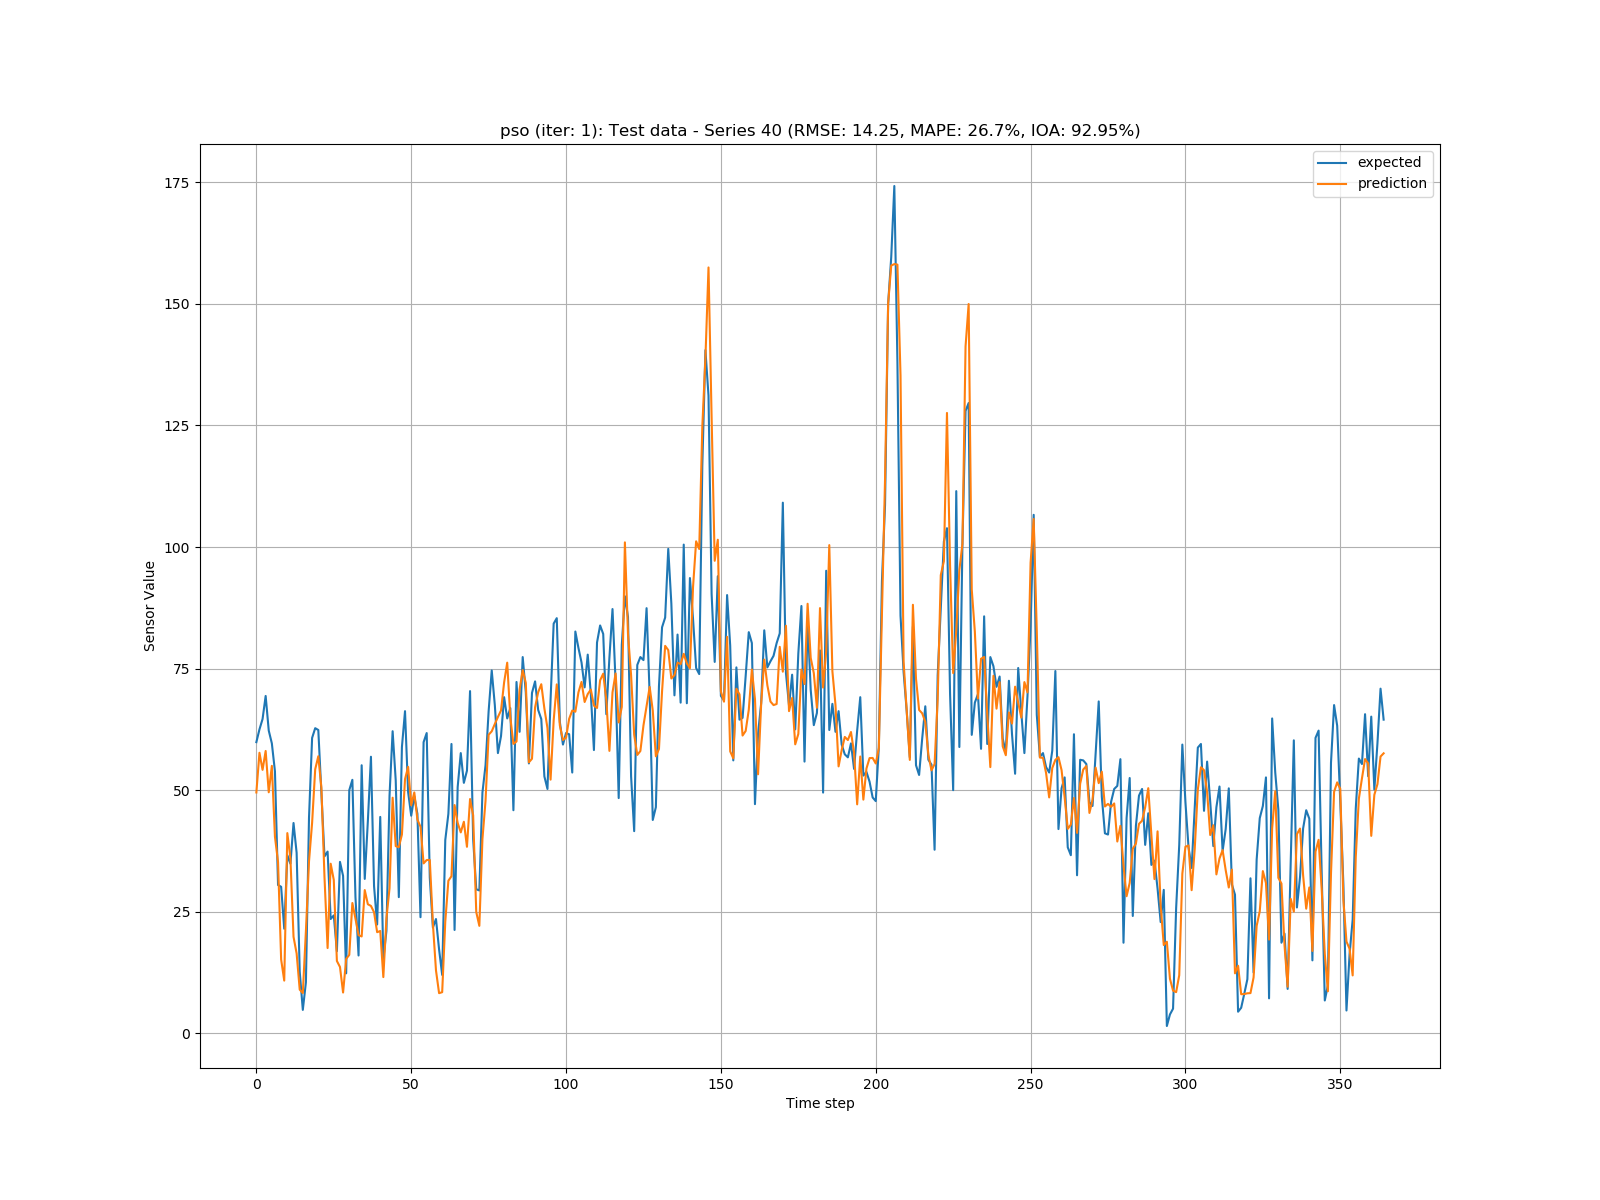 pso (iter: 1): Test data - Series 40 (RMSE: 14.25, MAPE: 26.7%, IOA: 92.95%)
expected
prediction
175
150
125
100
75
50
25
0
Sensor Value
0 50 100 150 200 250 300 350
Time step